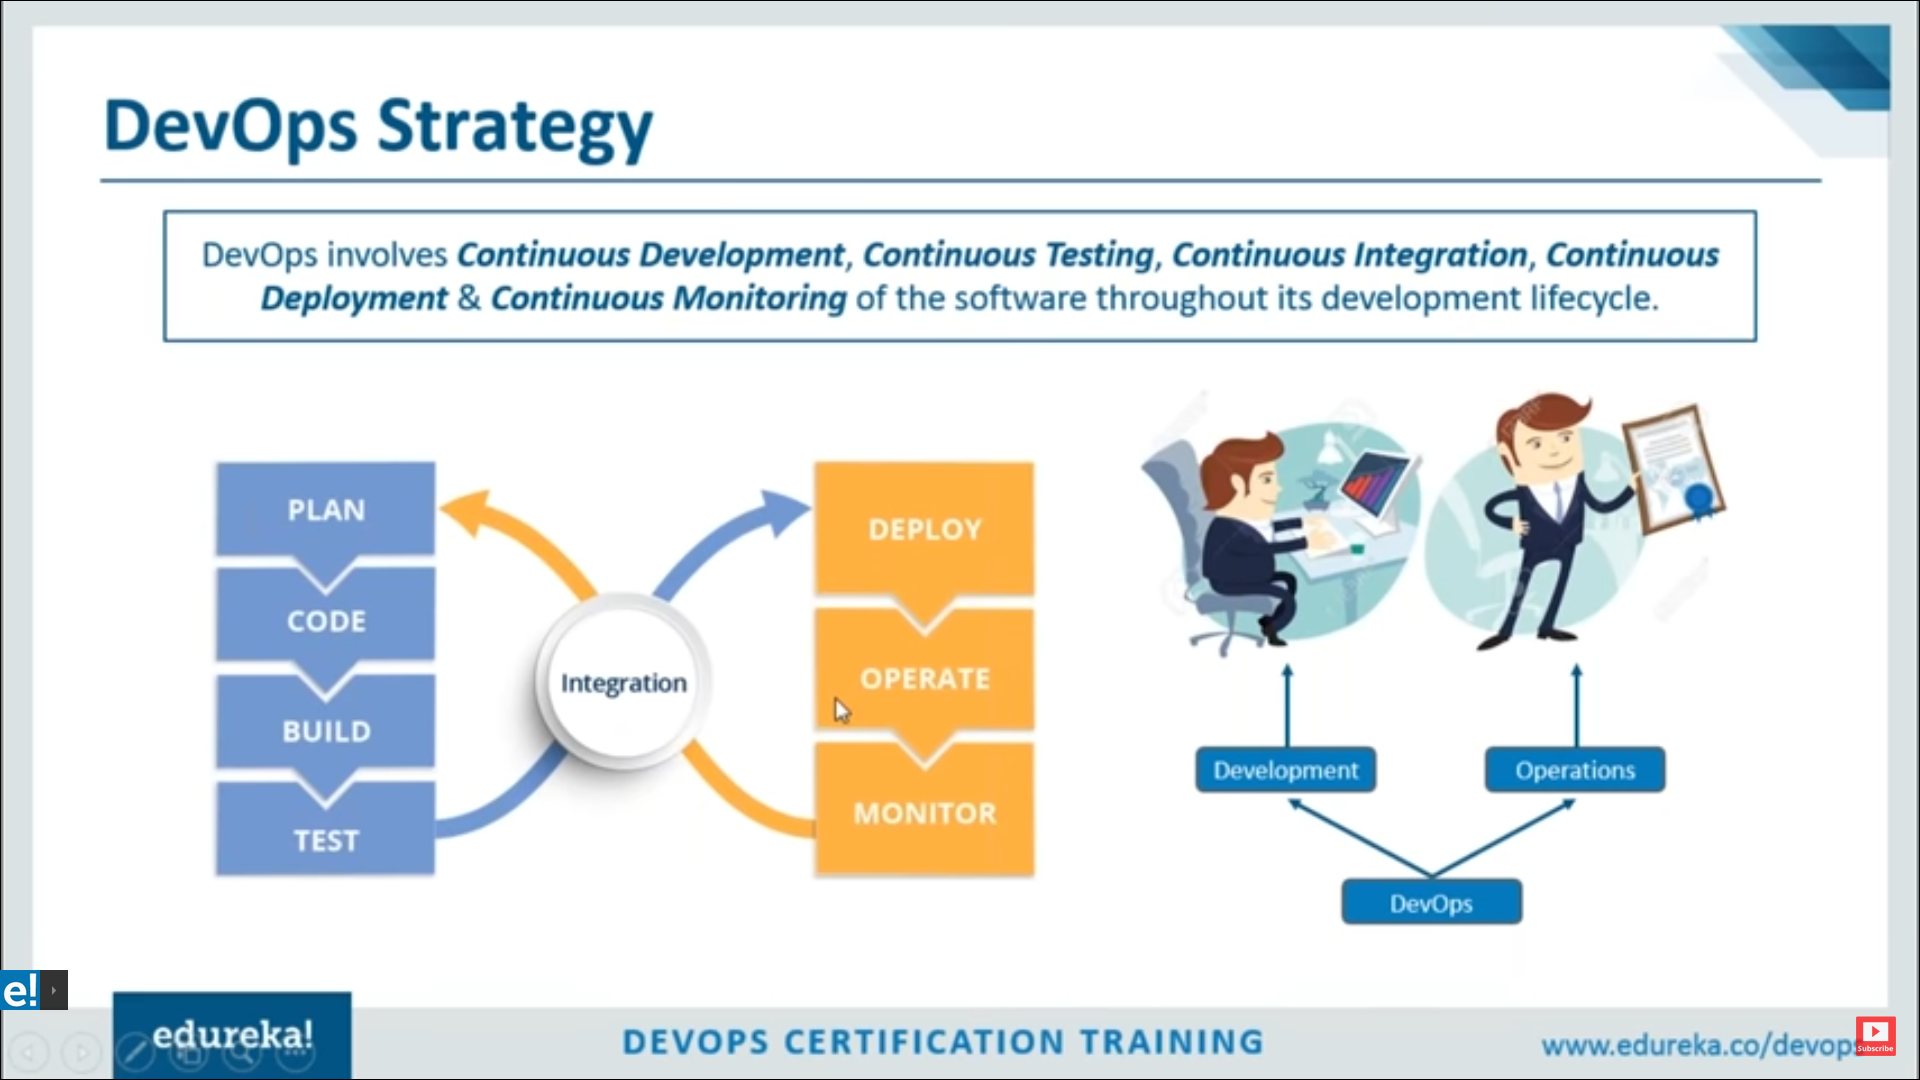 DevOps Strategy
DevOps involves Continuous Development, Continuous Testing, Continuous Integration, Continuous
Deployment & Continuous Monitoring of the software throughout its development lifecycle.
PLAN
CODE
BUILD
TEST
Integration
DEPLOY
OPERATE
MONITOR
Development
Operations
DevOps
e!
edureka!
DEVOPS CERTIFICATION TRAINING
www.edureka.co/devops
Subscribe